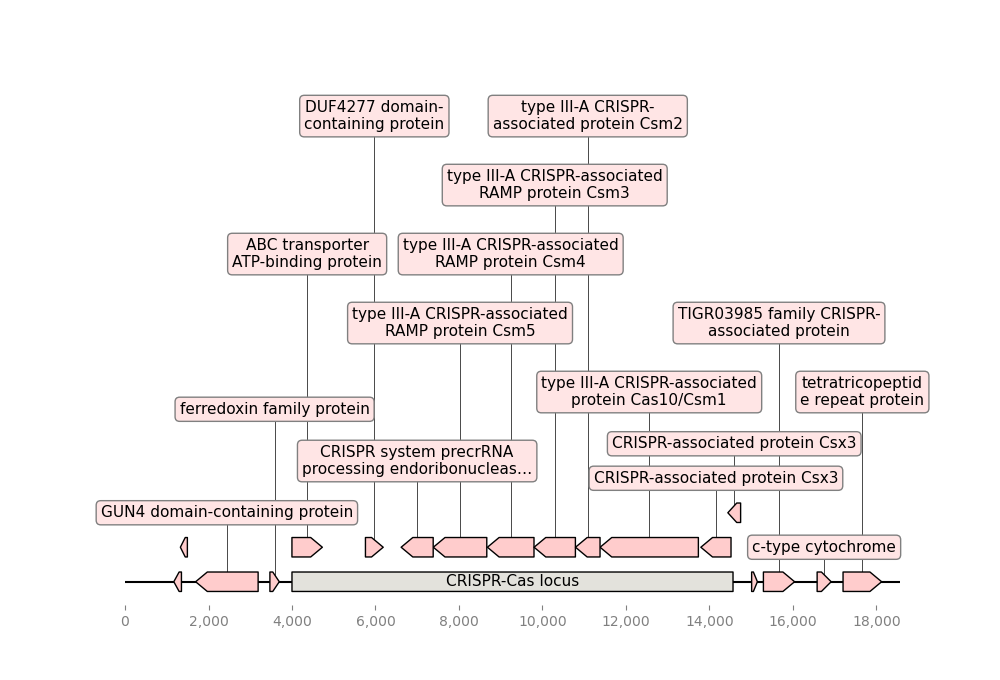 DUF4277 domain-
containing protein
type III-A CRISPR-
associated protein Csm2
type III-A CRISPR-associated
RAMP protein Csm3
ABC transporter
ATP-binding protein
type III-A CRISPR-associated
RAMP protein Csm4
type III-A CRISPR-associated
RAMP protein Csm5
TIGR03985 family CRISPR-
associated protein
type III-A CRISPR-associated
protein Cas10/Csm1
tetratricopeptid
e repeat protein
ferredoxin family protein
CRISPR-associated protein Csx3
CRISPR system precrRNA
processing endoribonucleas…
CRISPR-associated protein Csx3
GUN4 domain-containing protein
c-type cytochrome
CRISPR-Cas locus
0 2,000 4,000 6,000 8,000 10,000 12,000 14,000 16,000 18,000